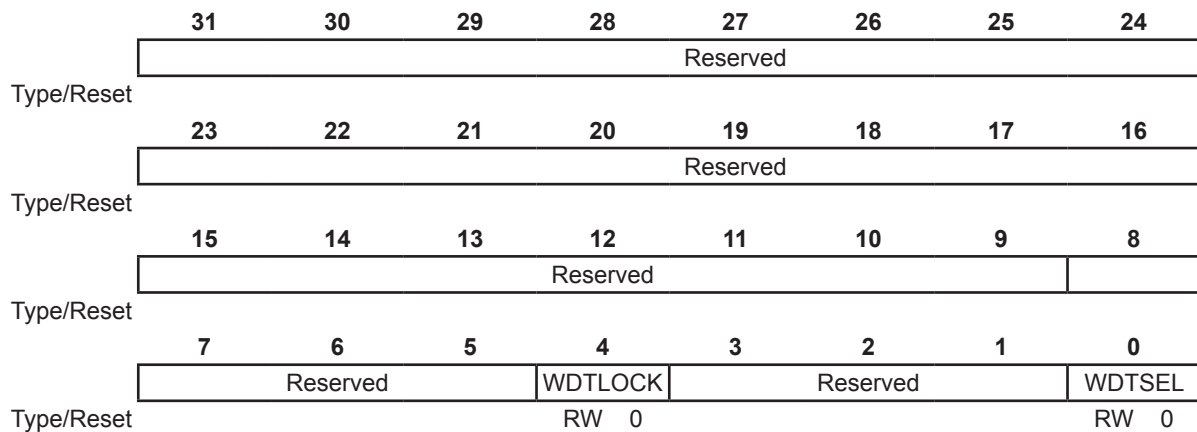 31 30 29 28 27 26 25 24
Reserved
Type/Reset
23 22 21 20 19 18 17 16
Reserved
Type/Reset
15 14 13 12 11 10 9 8
Reserved
Type/Reset
7 6 5 4 3 2 1 0
Reserved WDTLOCK Reserved WDTSEL
Type/Reset RW 0 RW 0